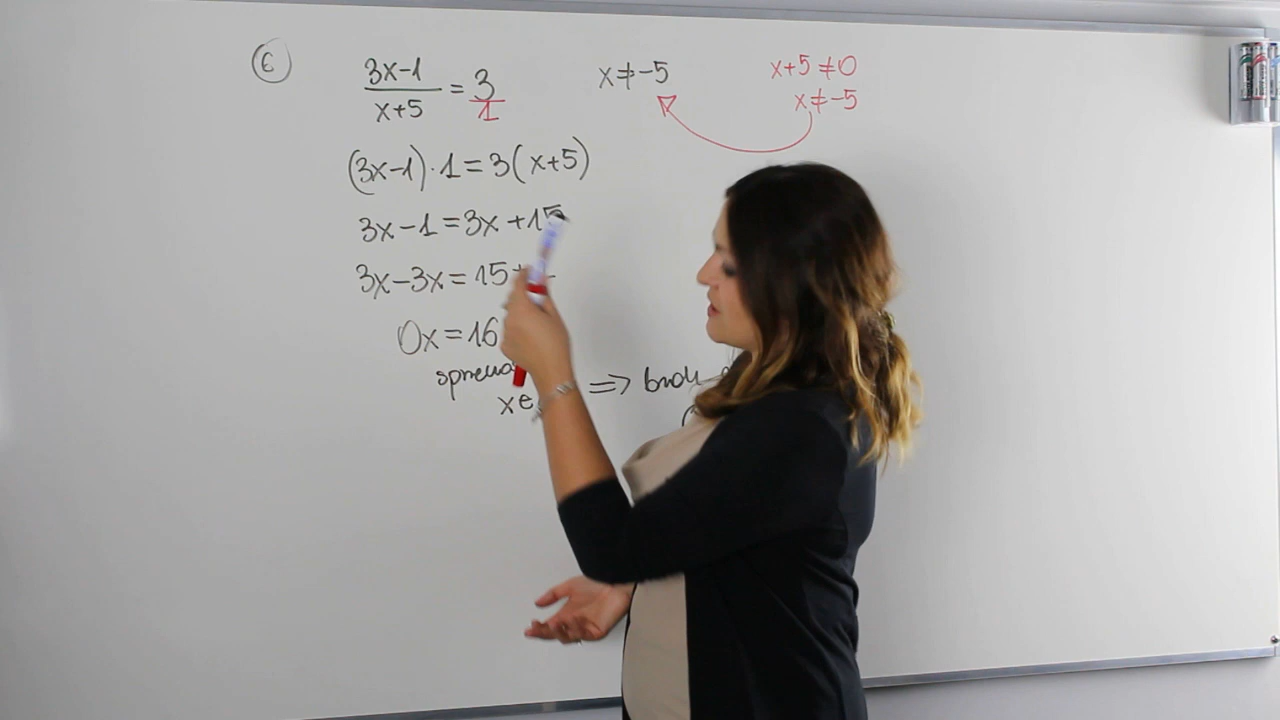 6
3x-1
x+5
= 3
1
x≠-5
x+5≠0
x≠-5
(3x-1)·1=3(x+5)
3x-1=3x+15
3x-3x=15+
0x=16
⇒